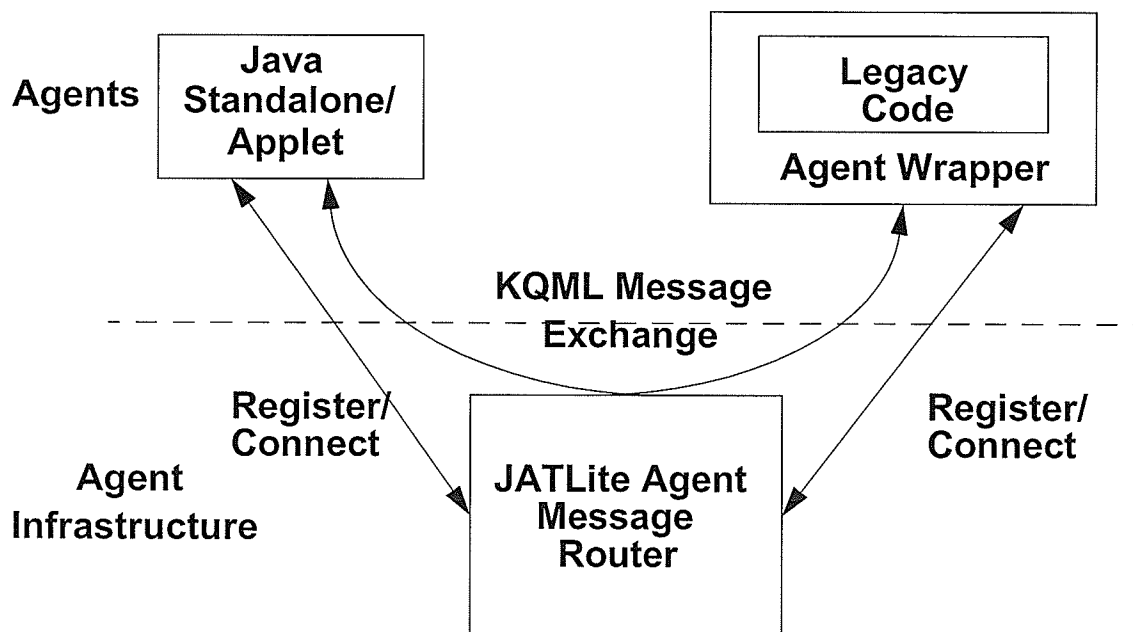 Agents
Java
Standalone/
Applet
Legacy
Code
Agent Wrapper
KQML Message
Exchange
Register/
Connect
Register/
Connect
Agent
Infrastructure
JATLite Agent
Message
Router